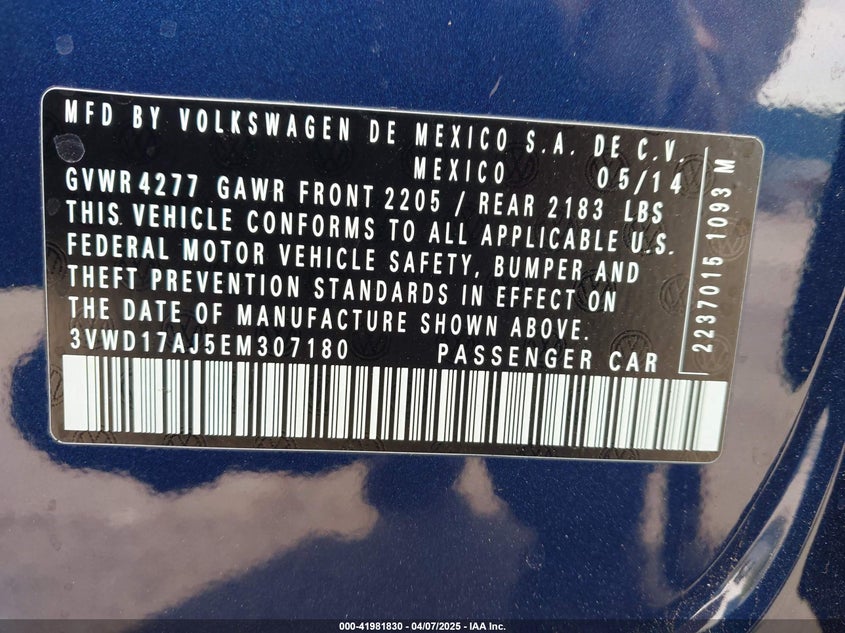 MFD BY VOLKSWAGEN DE MEXICO S.A. DE C.V.
MEXICO 05/14
GVWR 4277 GAWR FRONT 2205 / REAR 2183 LBS
THIS VEHICLE CONFORMS TO ALL APPLICABLE U.S.
FEDERAL MOTOR VEHICLE SAFETY, BUMPER AND
THEFT PREVENTION STANDARDS IN EFFECT ON
THE DATE OF MANUFACTURE SHOWN ABOVE.
3VWD17AJ5EM307180 PASSENGER CAR
2237015 1093 M
000-41981830 - 04/07/2025 - IAA Inc.